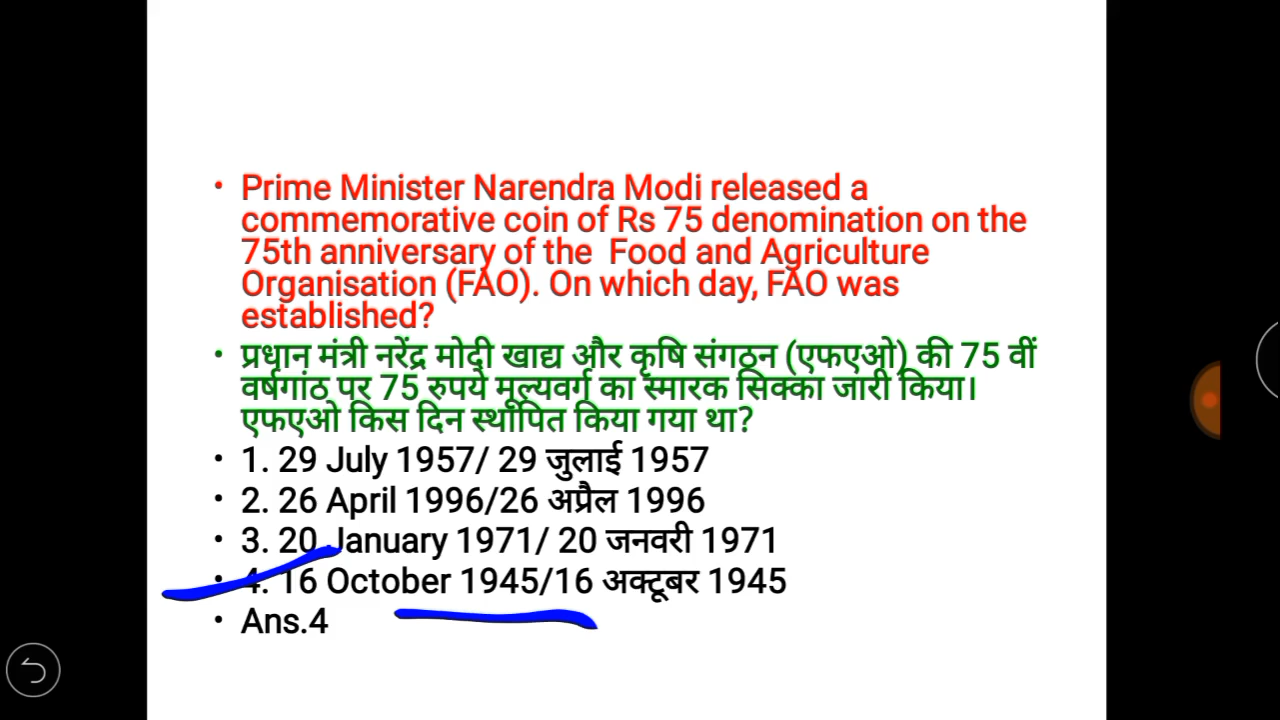 • Prime Minister Narendra Modi released a
commemorative coin of Rs 75 denomination on the
75th anniversary of the Food and Agriculture
Organisation (FAO). On which day, FAO was
established?
• प्रधान मंत्री नरेंद्र मोदी खाद्य और कृषि संगठन (एफएओ) की 75 वीं
वर्षगांठ पर 75 रुपये मूल्यवर्ग का स्मारक सिक्का जारी किया।
एफएओ किस दिन स्थापित किया गया था?
• 1. 29 July 1957/ 29 जुलाई 1957
• 2. 26 April 1996/26 अप्रैल 1996
• 3. 20 January 1971/ 20 जनवरी 1971
• 4. 16 October 1945/16 अक्टूबर 1945
• Ans.4